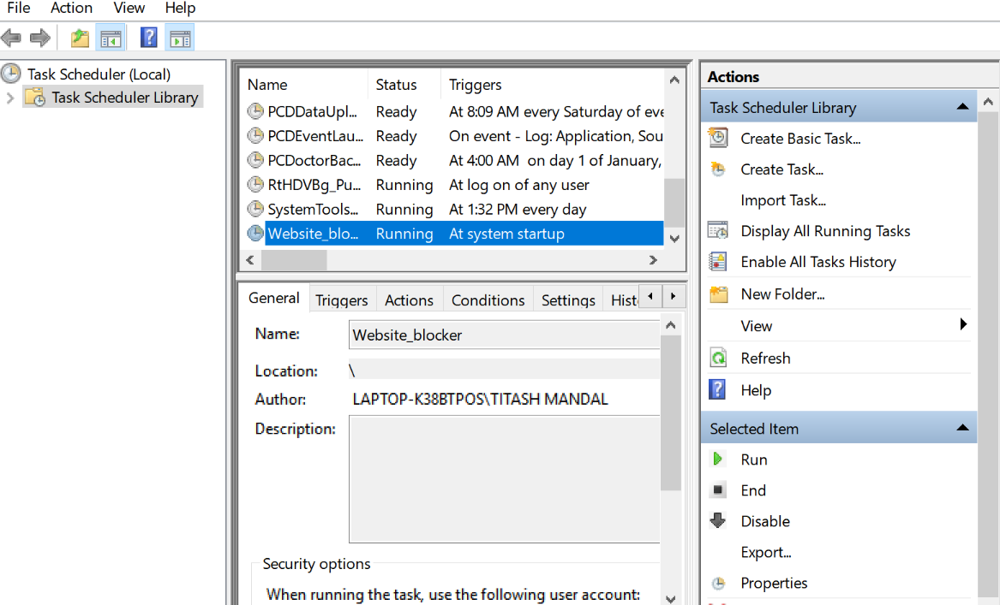 File Action View Help
Task Scheduler (Local)
Task Scheduler Library
Name Status Triggers
PCDDataUpl... Ready At 8:09 AM every Saturday of eve
PCDEventLau... Ready On event - Log: Application, Sou
PCDoctorBac... Ready At 4:00 AM on day 1 of January,
RtHDVBg_Pu... Running At log on of any user
SystemTools... Running At 1:32 PM every day
Website_blo... Running At system startup
General Triggers Actions Conditions Settings Hist
Name: Website_blocker
Location: \
Author: LAPTOP-K38BTPOS\TITASH MANDAL
Description:
Security options
When running the task, use the following user account:
Actions
Task Scheduler Library
Create Basic Task...
Create Task...
Import Task...
Display All Running Tasks
Enable All Tasks History
New Folder...
View
Refresh
Help
Selected Item
Run
End
Disable
Export...
Properties